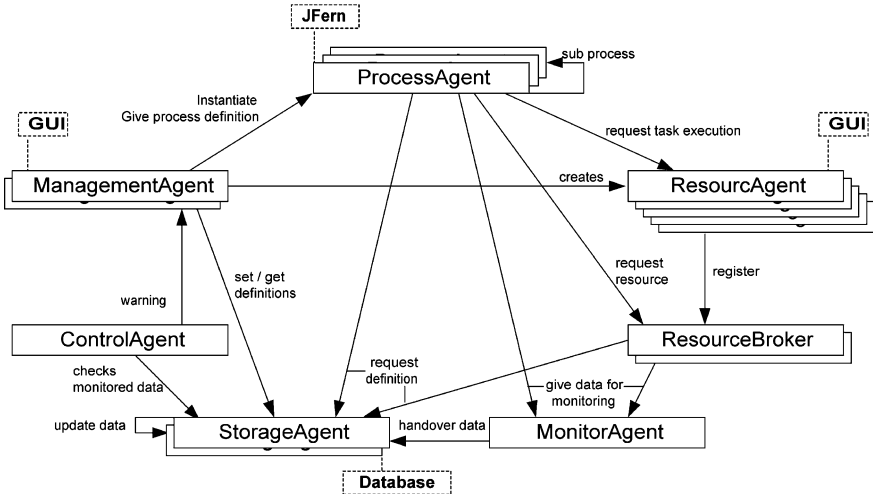 JFern
sub process
ProcessAgent
Instantiate
Give process definition
GUI
GUI
request task execution
ManagementAgent
creates
ResourcAgent
set / get
definitions
request
resource
register
warning
ControlAgent
ResourceBroker
checks
monitored data
request
definition
give data for
monitoring
update data
StorageAgent
handover data
MonitorAgent
Database